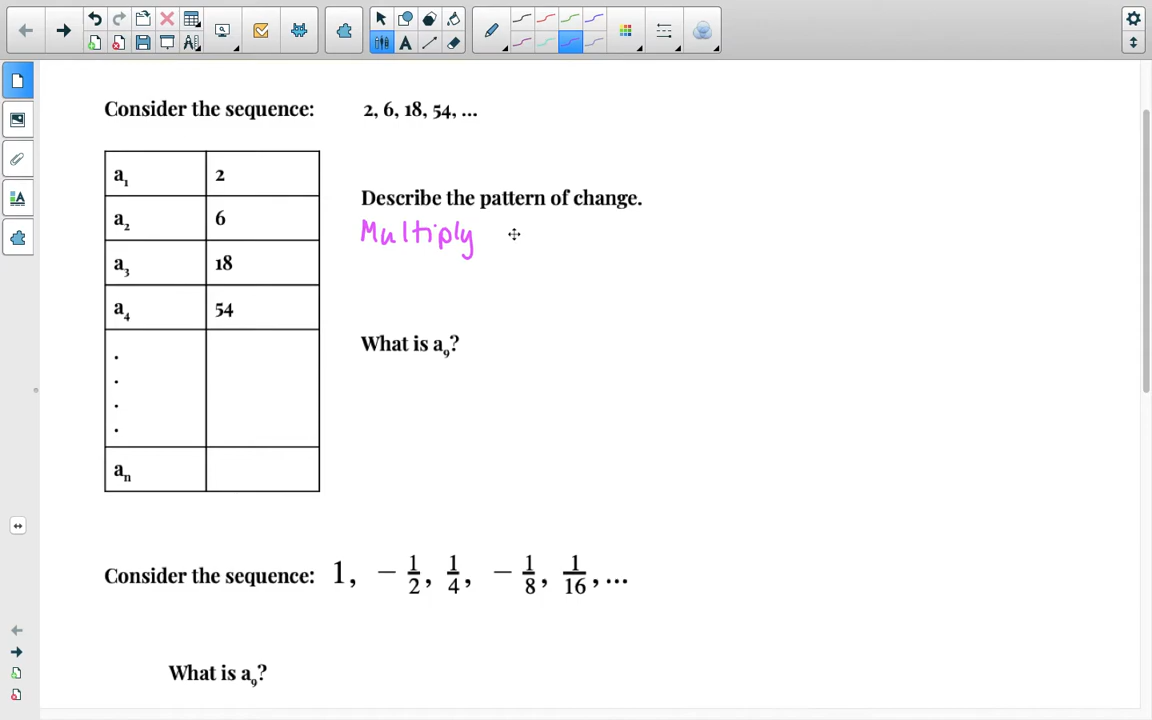 Consider the sequence: 2, 6, 18, 54, ...
a₁ 2
a₂ 6
a₃ 18
a₄ 54
.
.
.
.
aₙ
Describe the pattern of change.
Multiply
What is a₉?
Consider the sequence: 1, −1/2, 1/4, −1/8, 1/16, ...
What is a₉?